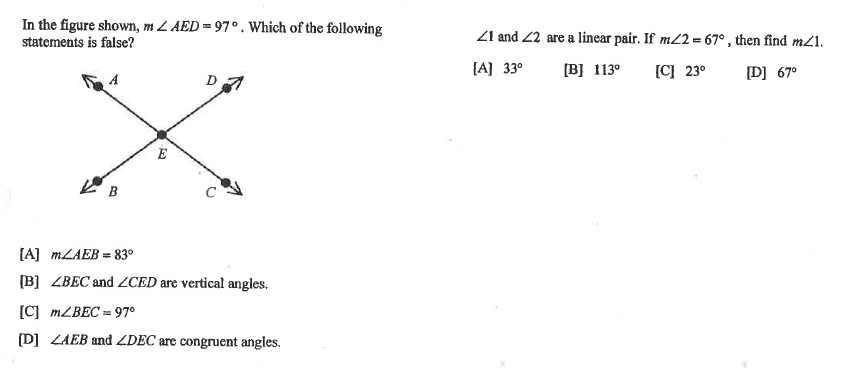 In the figure shown, m ∠ AED = 97°. Which of the following
statements is false?
A
D
E
B
C
[A] m∠AEB = 83°
[B] ∠BEC and ∠CED are vertical angles.
[C] m∠BEC = 97°
[D] ∠AEB and ∠DEC are congruent angles.
∠1 and ∠2 are a linear pair. If m∠2 = 67°, then find m∠1.
[A] 33° [B] 113° [C] 23° [D] 67°